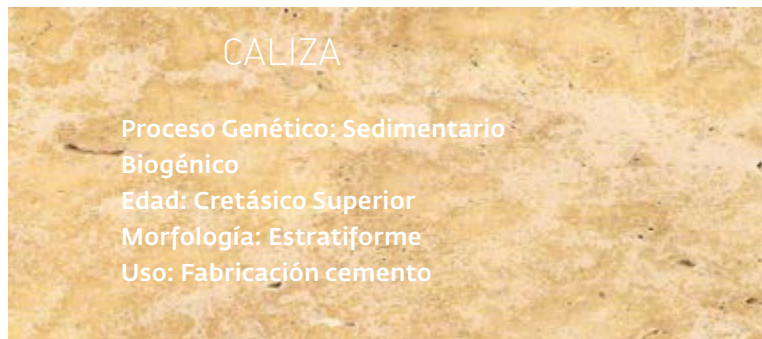 CALIZA
Proceso Genético: Sedimentario
Biogénico
Edad: Cretásico Superior
Morfología: Estratiforme
Uso: Fabricación cemento